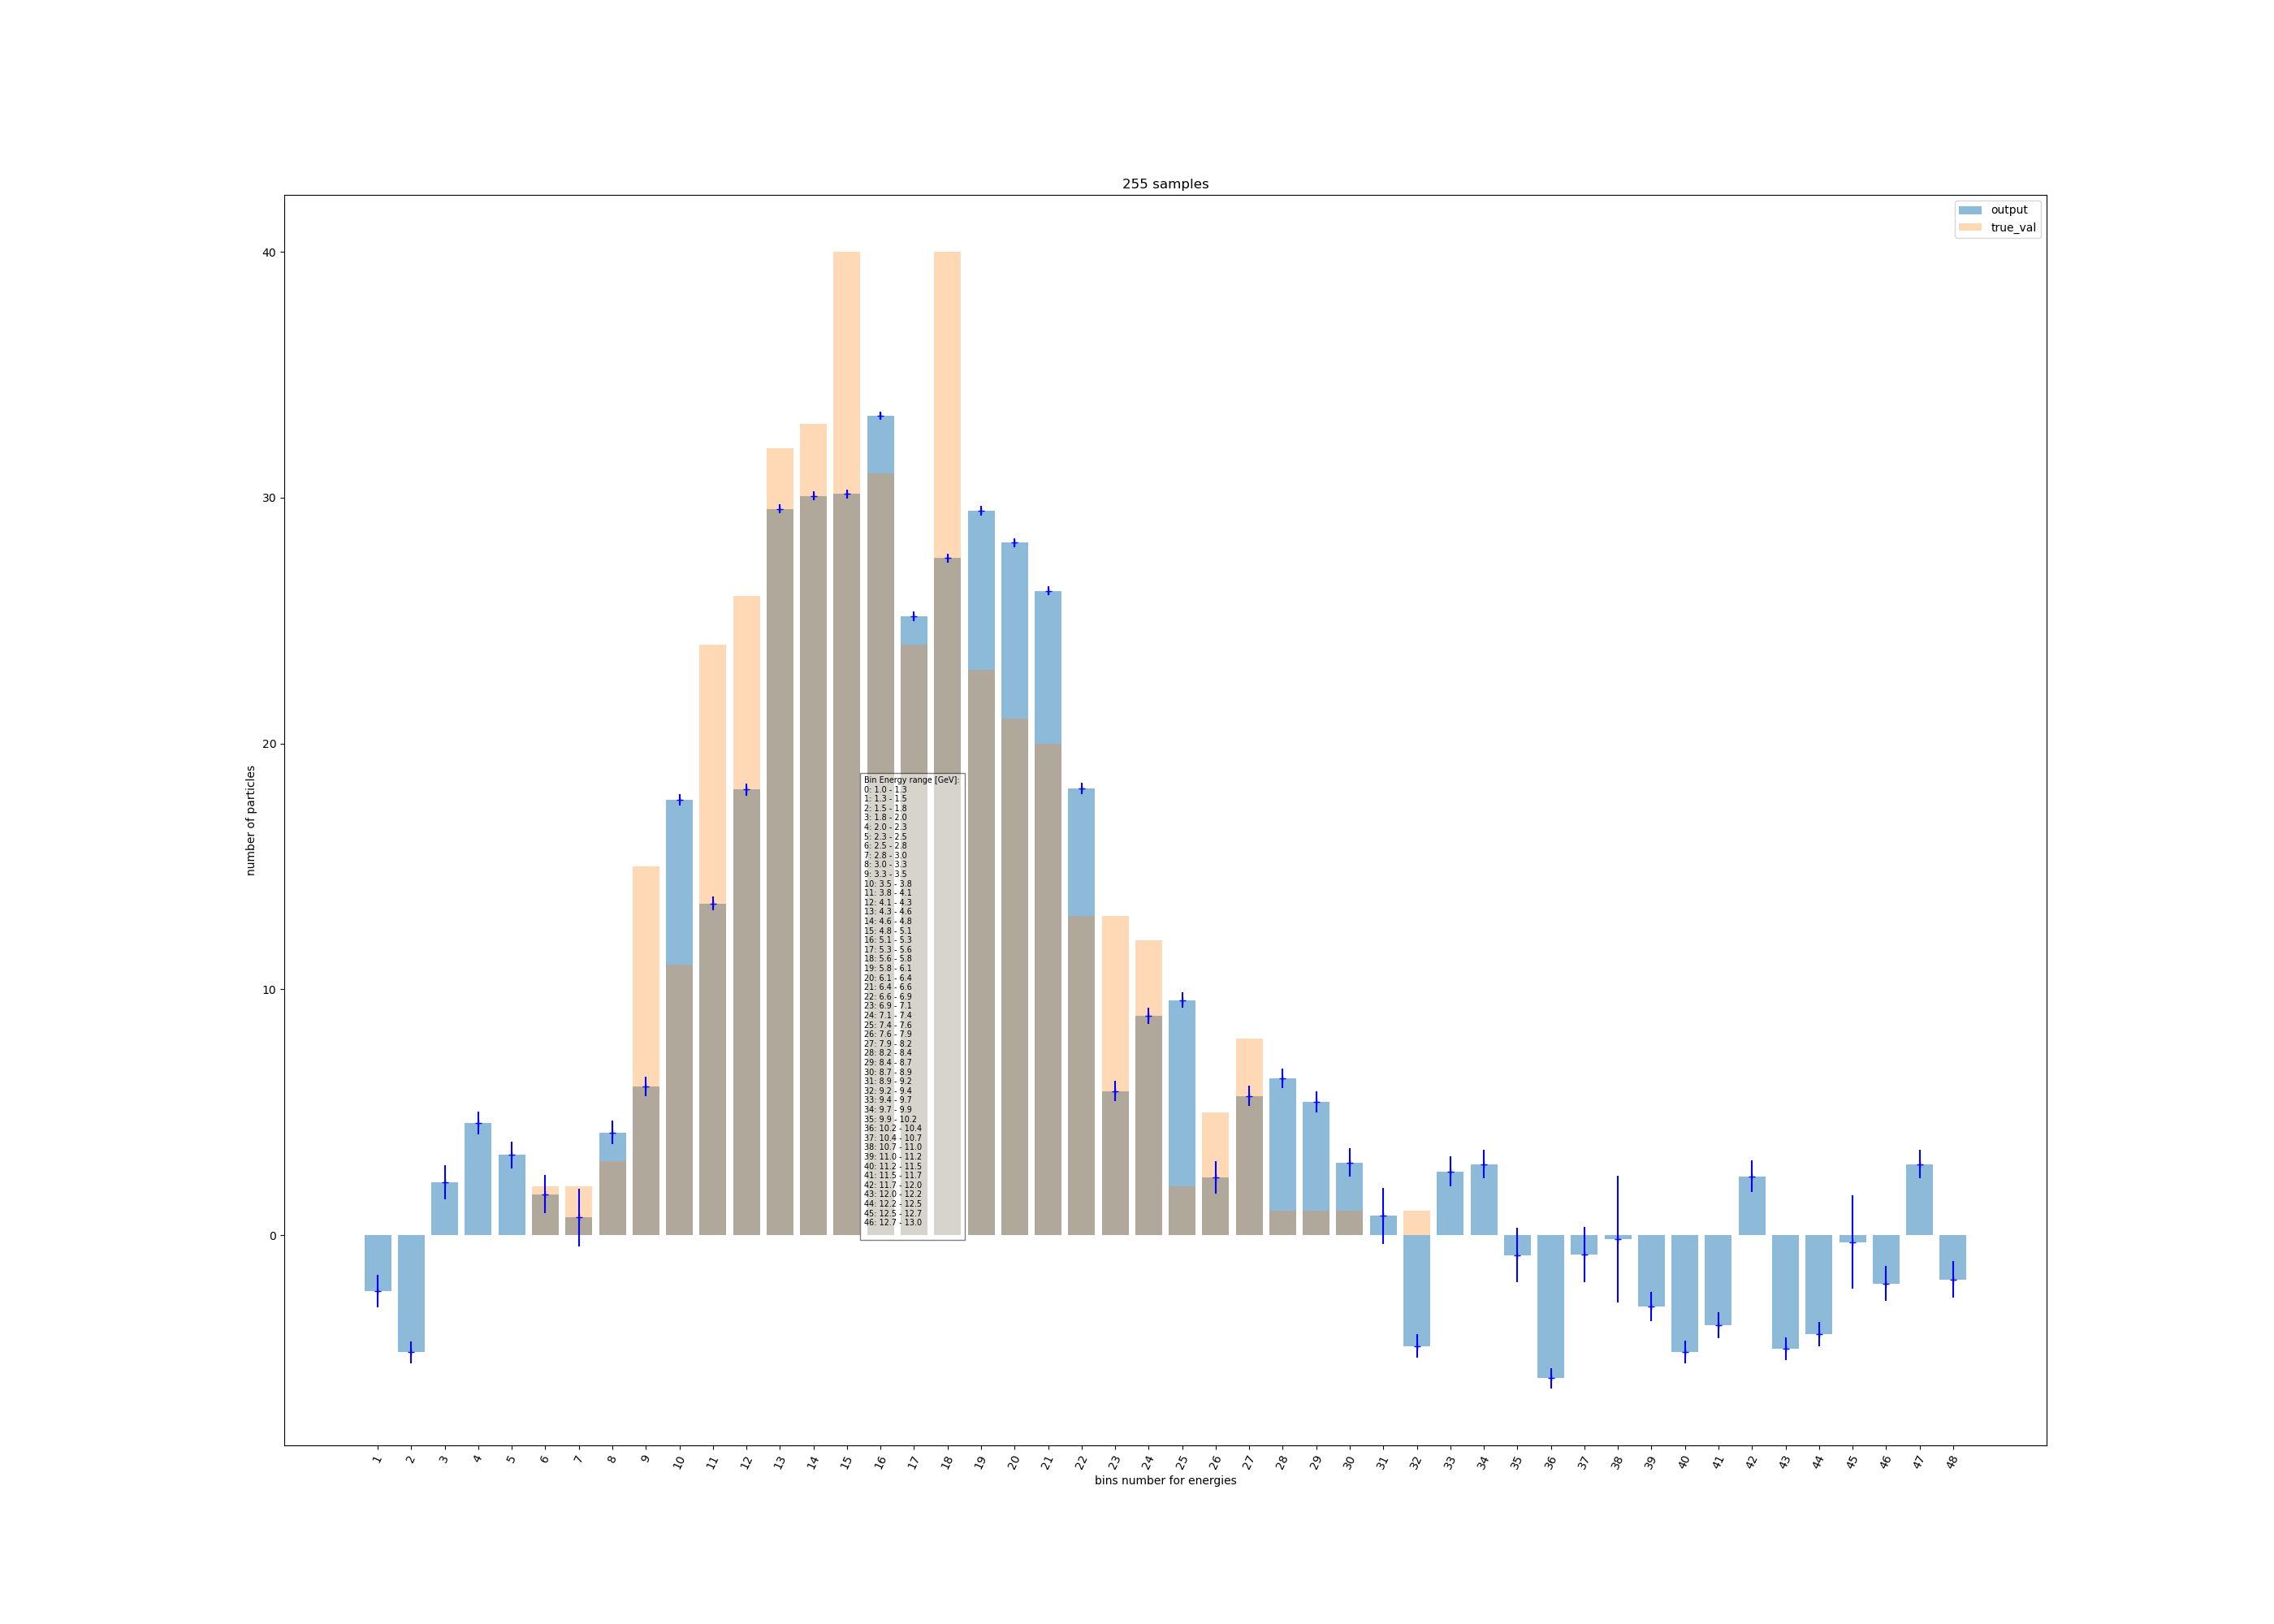 255 samples
output
true_val
40
30
20
10
0
number of particles
Bin Energy range [GeV]:
0: 1.0 - 1.3
1: 1.3 - 1.5
2: 1.5 - 1.8
3: 1.8 - 2.0
4: 2.0 - 2.3
5: 2.3 - 2.5
6: 2.5 - 2.8
7: 2.8 - 3.0
8: 3.0 - 3.3
9: 3.3 - 3.5
10: 3.5 - 3.8
11: 3.8 - 4.1
12: 4.1 - 4.3
13: 4.3 - 4.6
14: 4.6 - 4.8
15: 4.8 - 5.1
16: 5.1 - 5.3
17: 5.3 - 5.6
18: 5.6 - 5.8
19: 5.8 - 6.1
20: 6.1 - 6.4
21: 6.4 - 6.6
22: 6.6 - 6.9
23: 6.9 - 7.1
24: 7.1 - 7.4
25: 7.4 - 7.6
26: 7.6 - 7.9
27: 7.9 - 8.2
28: 8.2 - 8.4
29: 8.4 - 8.7
30: 8.7 - 8.9
31: 8.9 - 9.2
32: 9.2 - 9.4
33: 9.4 - 9.7
34: 9.7 - 9.9
35: 9.9 - 10.2
36: 10.2 - 10.4
37: 10.4 - 10.7
38: 10.7 - 11.0
39: 11.0 - 11.2
40: 11.2 - 11.5
41: 11.5 - 11.7
42: 11.7 - 12.0
43: 12.0 - 12.2
44: 12.2 - 12.5
45: 12.5 - 12.7
46: 12.7 - 13.0
1 2 3 4 5 6 7 8 9 10 11 12 13 14 15 16 17 18 19 20 21 22 23 24 25 26 27 28 29 30 31 32 33 34 35 36 37 38 39 40 41 42 43 44 45 46 47 48
bins number for energies